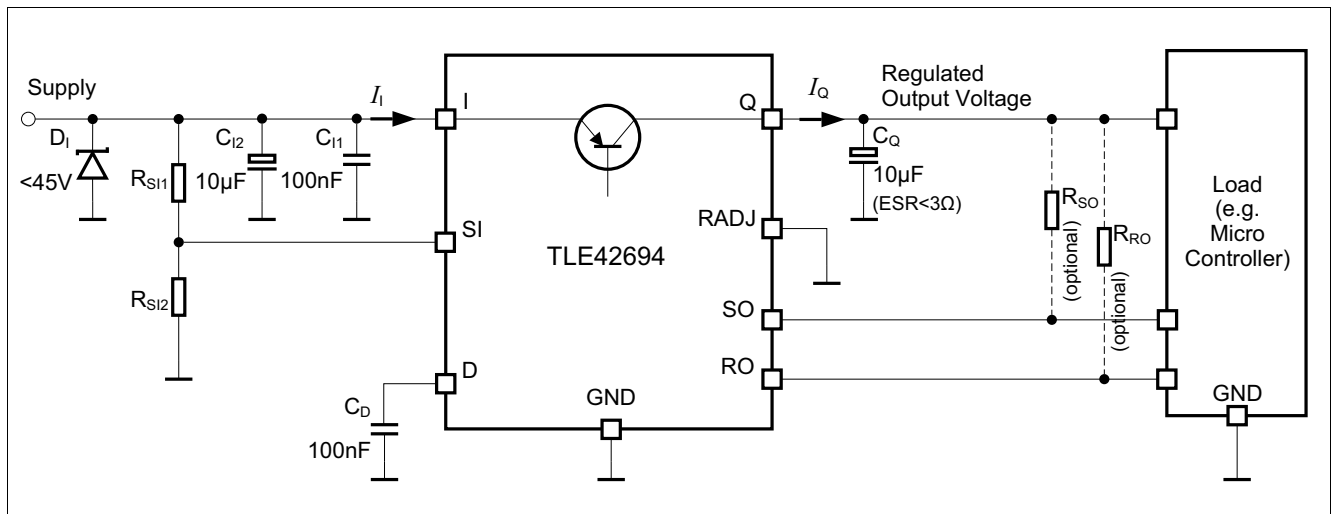 Supply
D_I
<45V
R_SI1
R_SI2
C_I2
10µF
C_I1
100nF
I_I
I
SI
D
C_D
100nF
TLE42694
GND
Q
RADJ
SO
RO
I_Q
Regulated
Output Voltage
C_Q
10µF
(ESR<3Ω)
R_SO
(optional)
R_RO
(optional)
Load
(e.g.
Micro
Controller)
GND